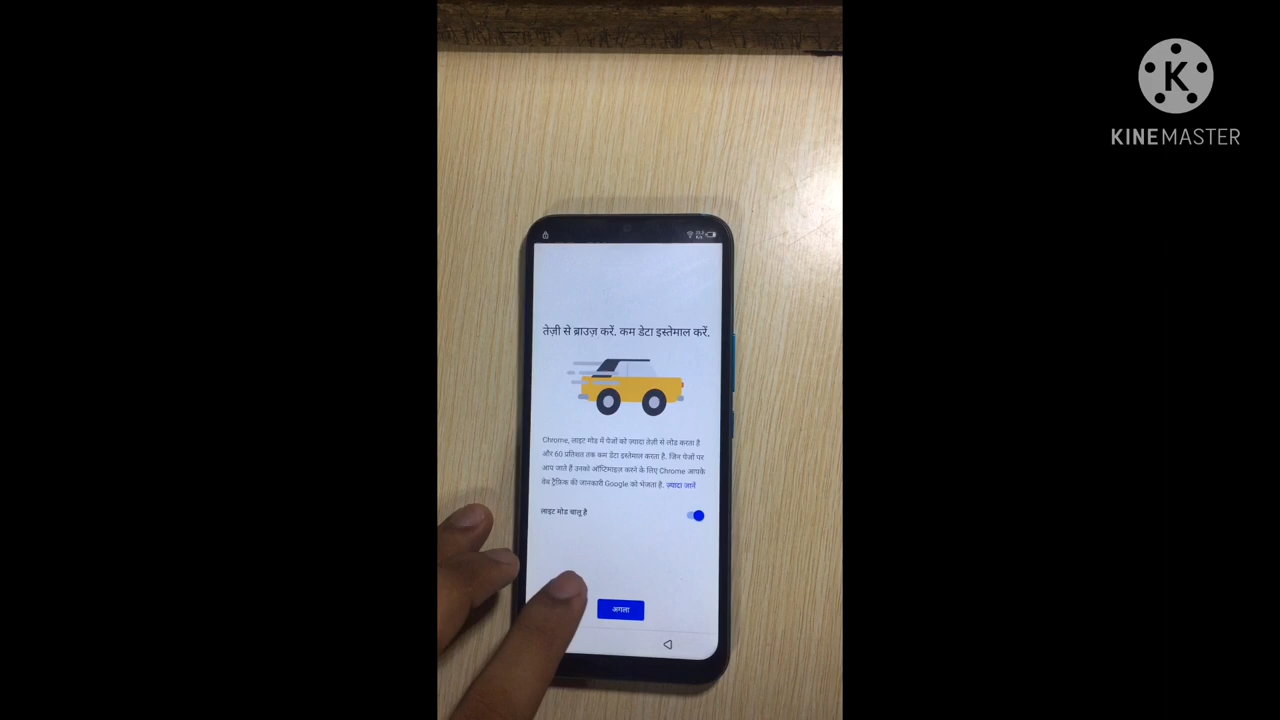 KINEMASTER
तेज़ी से ब्राउज़ करें. कम डेटा इस्तेमाल करें.
Chrome, लाइट मोड में पेजों को ज़्यादा तेज़ी से लोड करता है
और 60 प्रतिशत तक कम डेटा इस्तेमाल करता है. जिन पेजों पर
आप जाते हैं उनको ऑप्टिमाइज़ करने के लिए Chrome आपके
वेब ट्रैफ़िक की जानकारी Google को भेजता है. ज़्यादा जानें
लाइट मोड चालू है
अगला